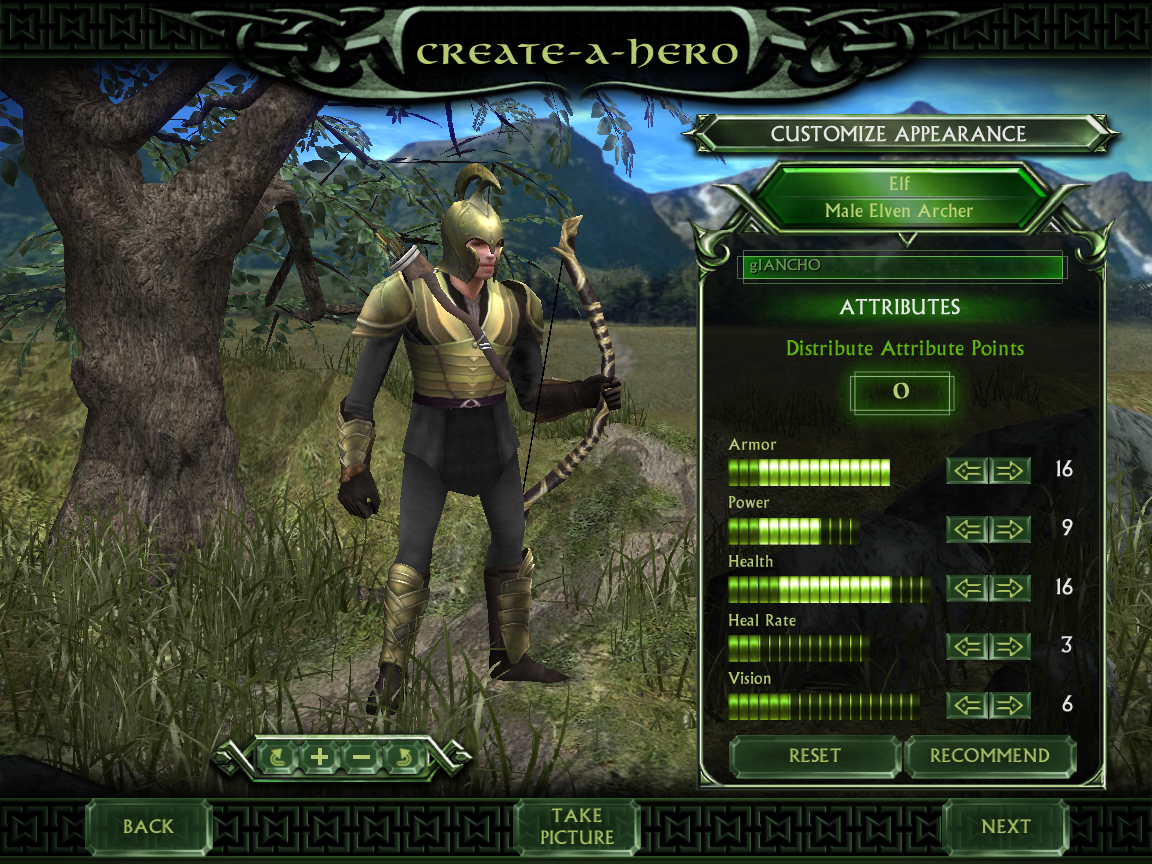 CREATE-A-HERO
CUSTOMIZE APPEARANCE
Elf
Male Elven Archer
gIANCHO
ATTRIBUTES
Distribute Attribute Points
0
Armor
16
Power
9
Health
16
Heal Rate
3
Vision
6
RESET RECOMMEND
BACK
TAKE
PICTURE
NEXT